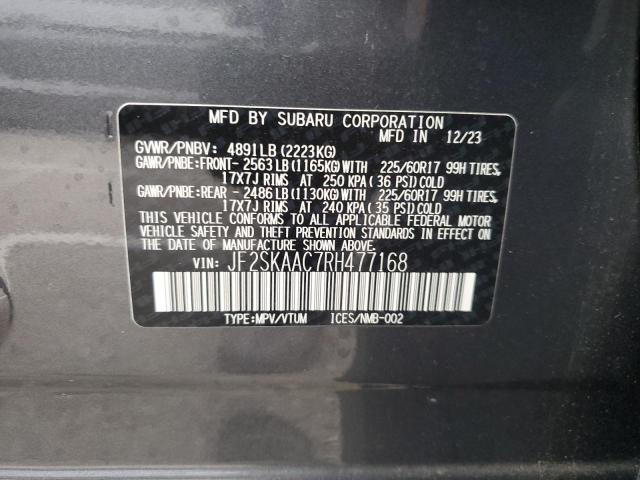 MFD BY SUBARU CORPORATION
GVWR/PNBV: 4891LB (2223KG) MFD IN 12/23
GAWR/PNBE:FRONT- 2563LB (1165KG)WITH 225/60R17 99H TIRES,
17X7J RIMS AT 250 KPA ( 36 PSI)COLD
GAWR/PNBE:REAR - 2486LB (1130KG)WITH 225/60R17 99H TIRES,
17X7J RIMS AT 240 KPA ( 35 PSI)COLD
THIS VEHICLE CONFORMS TO ALL APPLICABLE FEDERAL MOTOR
VEHICLE SAFETY AND THEFT PREVENTION STANDARDS IN EFFECT ON
THE DATE OF MANUFACTURE SHOWN ABOVE.
VIN: JF2SKAAC7RH477168
TYPE:MPV/VTUM ICES/NMB-002